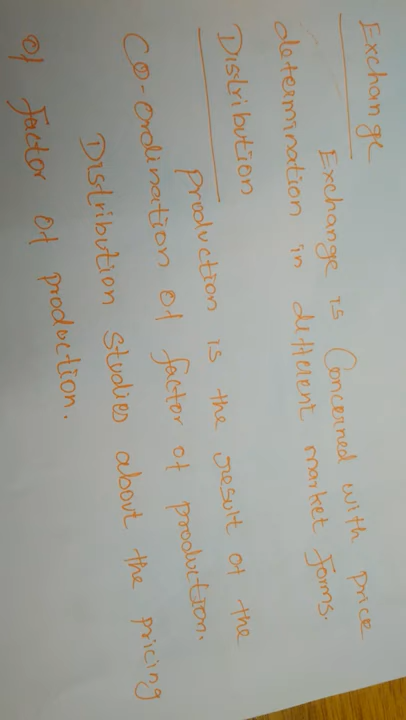 Exchange
Exchange is Concerned with price
determination in different market forms.
Distribution
production is the result of the
Co-ordination of factor of production.
Distribution studies about the pricing
of factor of production.